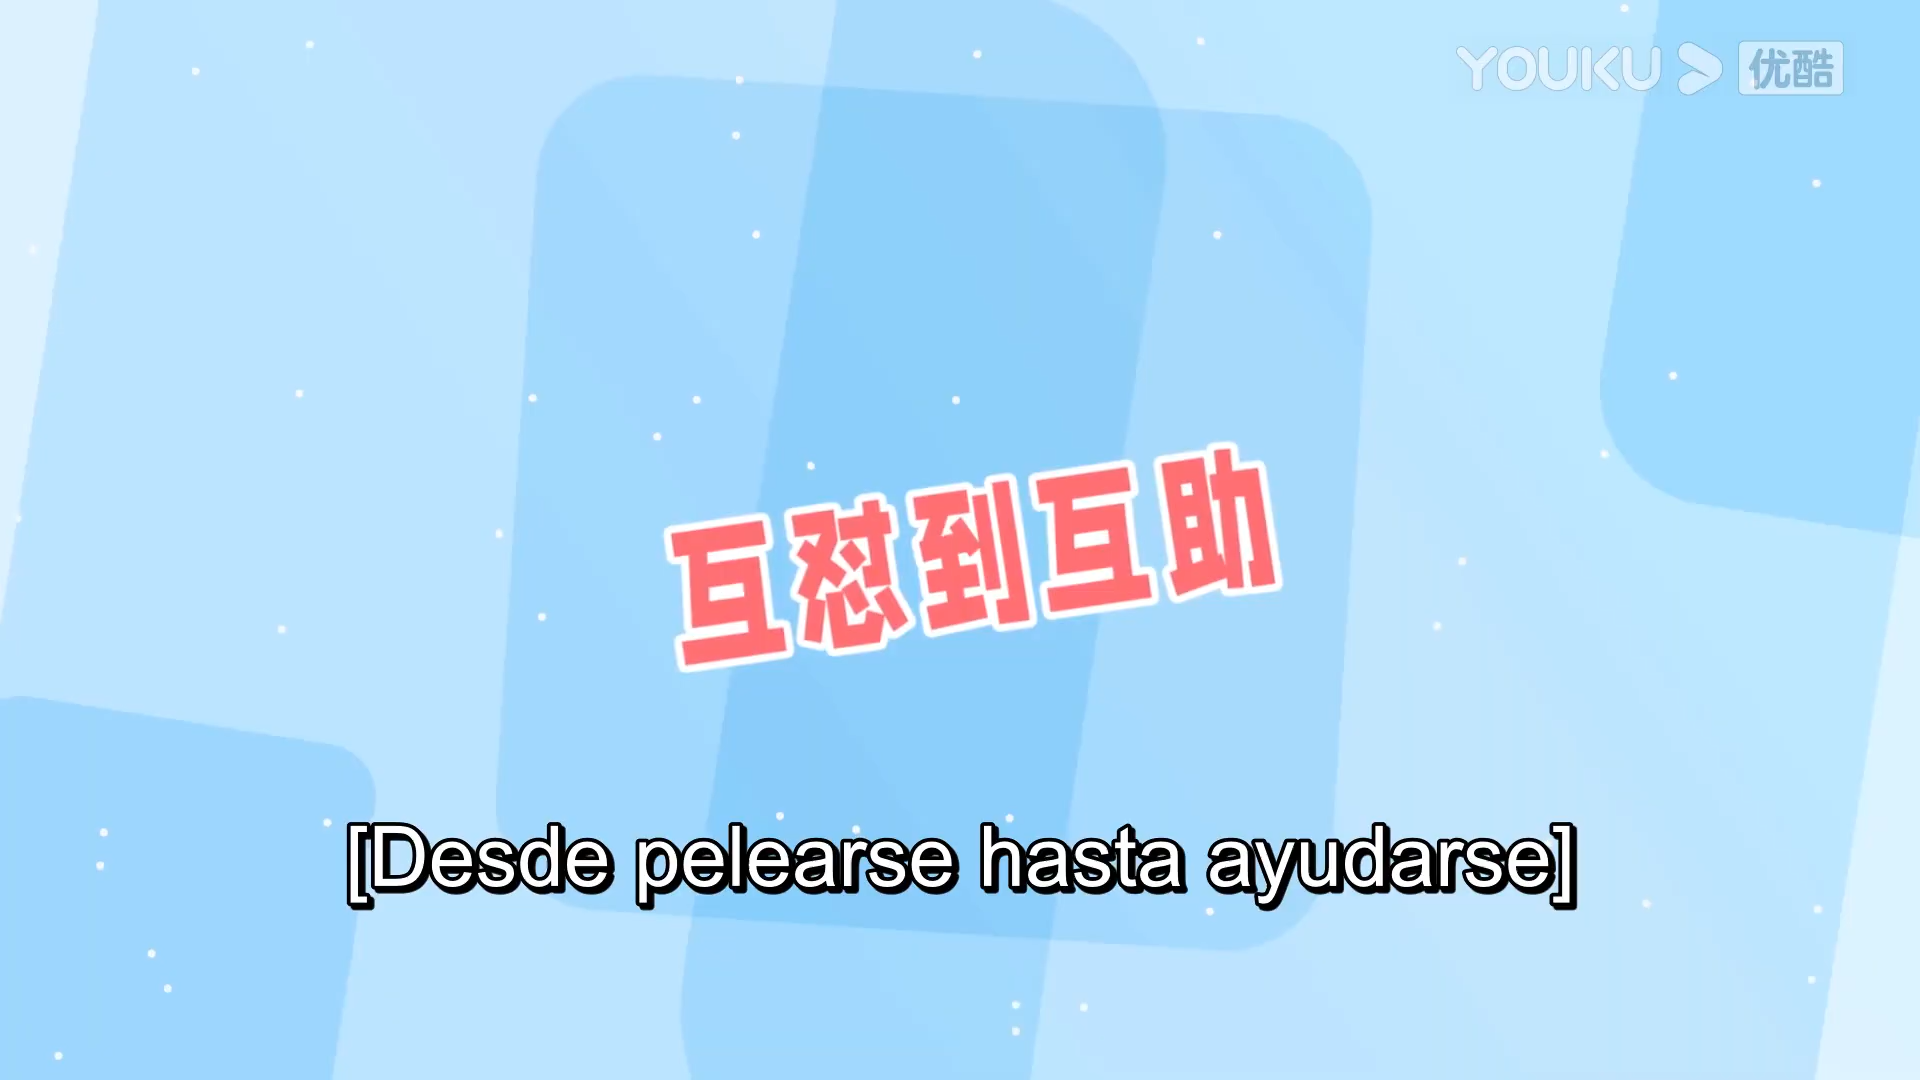 YOUKU 优酷
互怼到互助
[Desde pelearse hasta ayudarse]